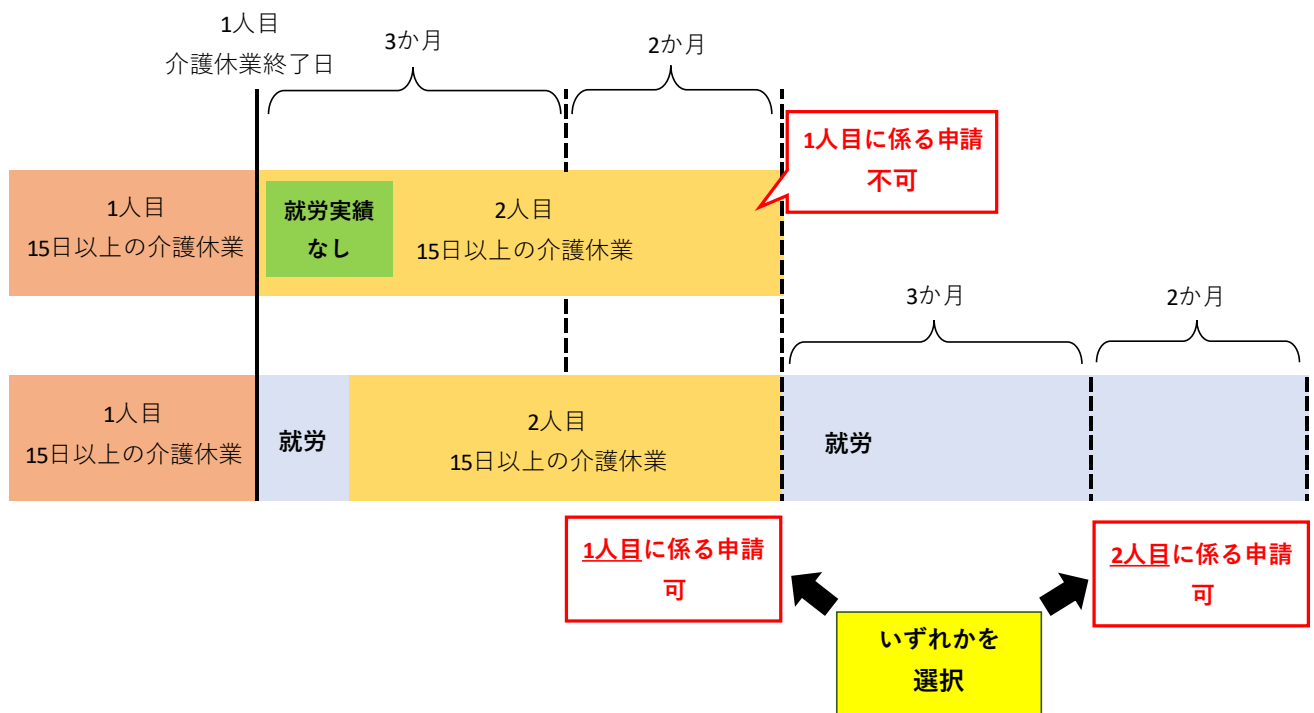 1人目
介護休業終了日
3か月
2か月
1人目に係る申請
不可
1人目
15日以上の介護休業
就労実績
なし
2人目
15日以上の介護休業
3か月
2か月
1人目
15日以上の介護休業
就労
2人目
15日以上の介護休業
就労
1人目に係る申請
可
2人目に係る申請
可
いずれかを
選択